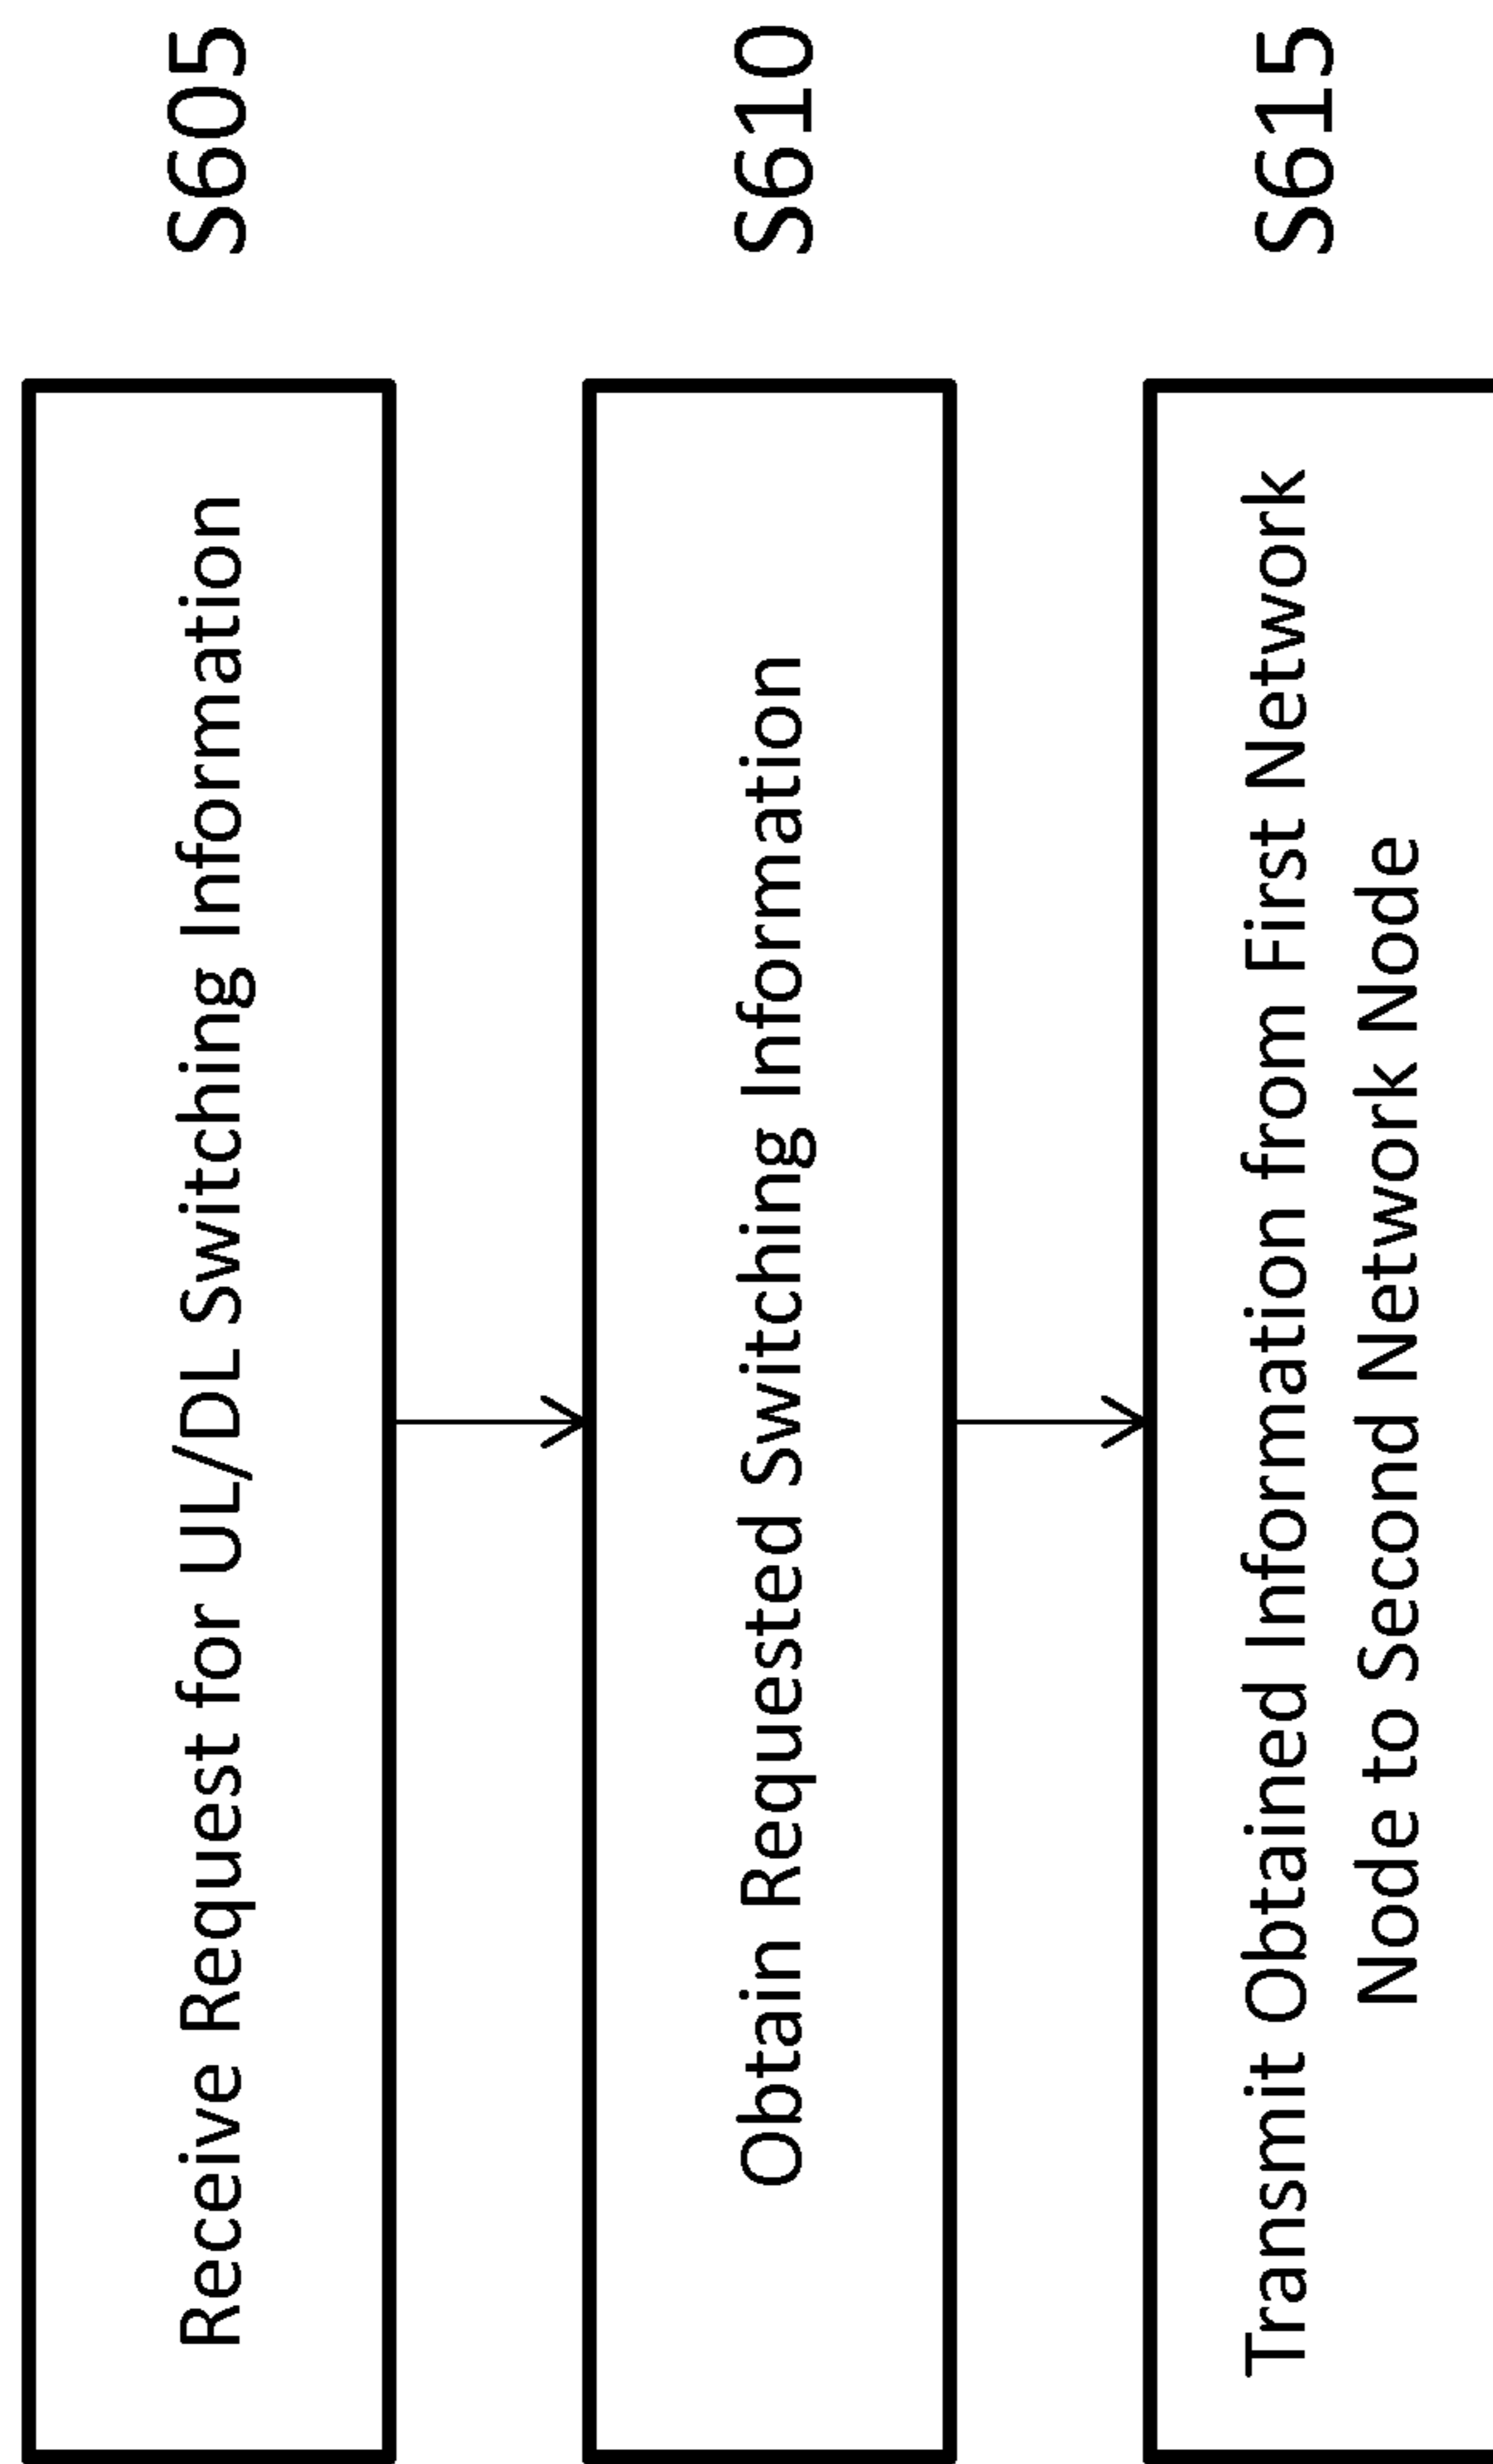 Receive Request for UL/DL Switching Information
S605
Obtain Requested Switching Information
S610
Transmit Obtained Information from First Network
Node to Second Network Node
S615